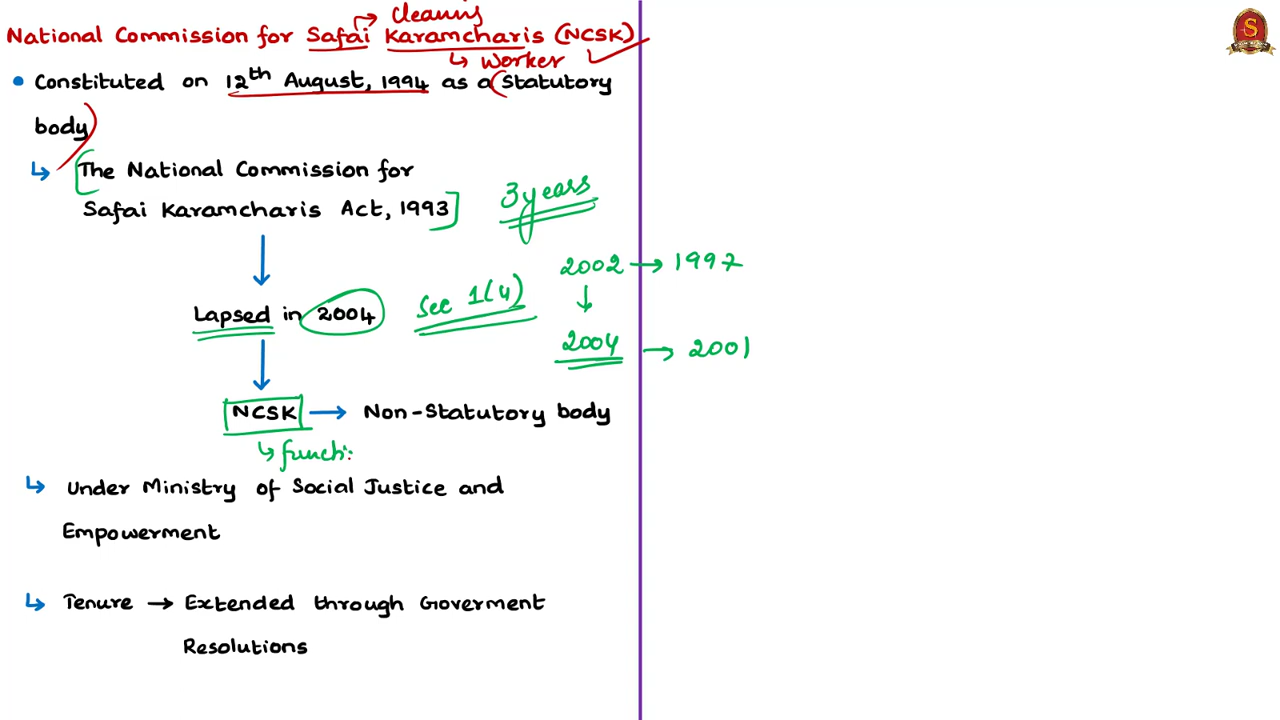 cleaning
National Commission for Safai Karamcharis (NCSK)
worker
• Constituted on 12th August, 1994 as a (Statutory
body)
↳ [The National Commission for
Safai Karamcharis Act, 1993]
3 years
2002 → 1997
Lapsed in 2004
Sec 1(4)
2004 → 2001
NCSK → Non-Statutory body
↳ functi
↳ Under Ministry of Social Justice and
Empowerment
↳ Tenure → Extended through Goverment
Resolutions
S